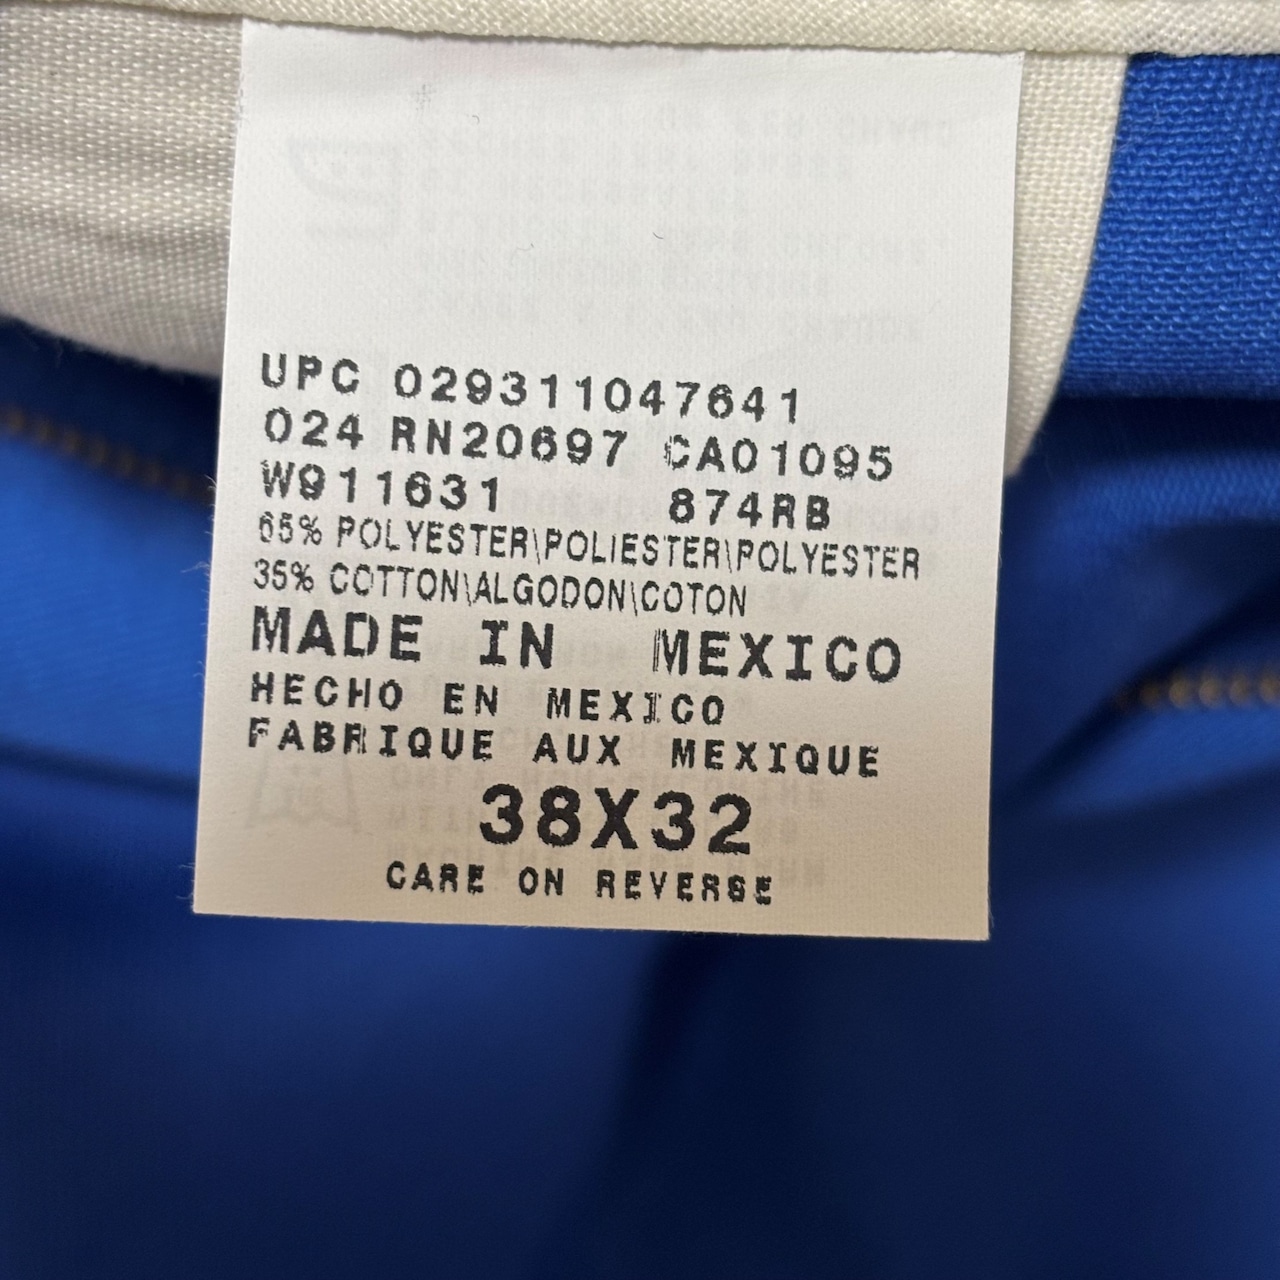 UPC 029311047641
024 RN20697 CA01095
W911631 874RB
65% POLYESTER\POLIESTER\POLYESTER
35% COTTON\ALGODON\COTON
MADE IN MEXICO
HECHO EN MEXICO
FABRIQUE AUX MEXIQUE
38X32
CARE ON REVERSE